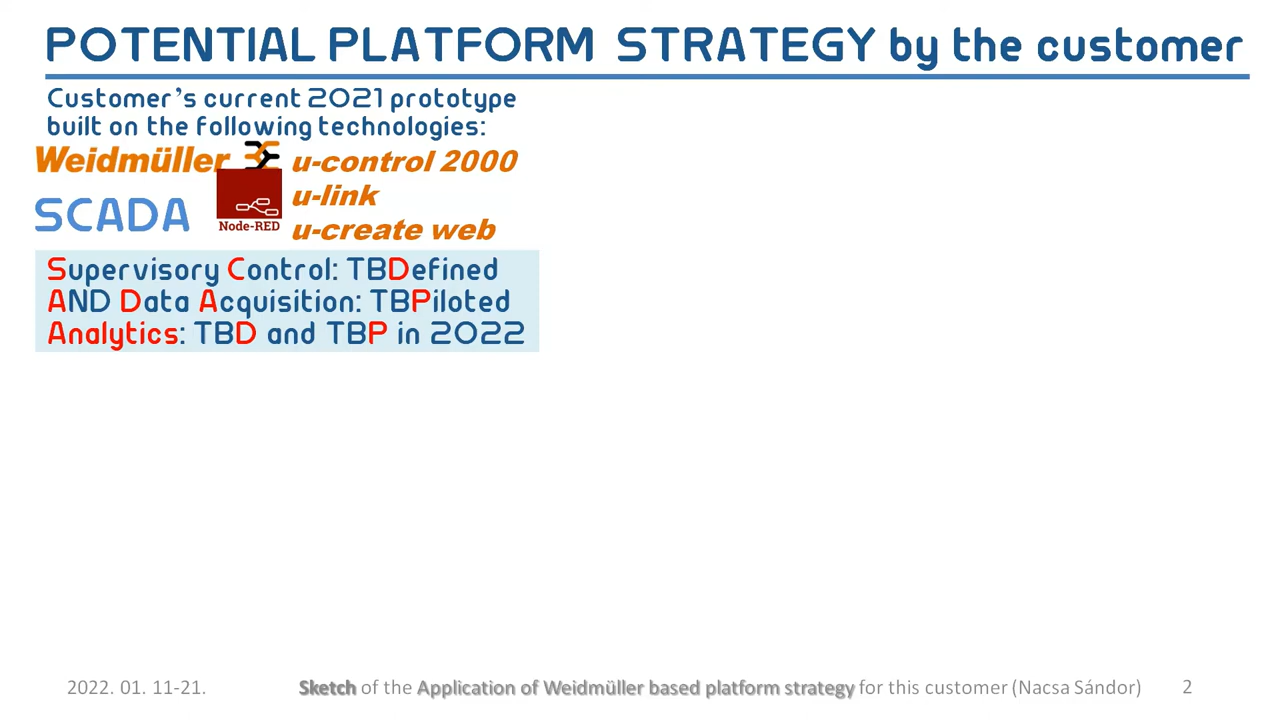 POTENTIAL PLATFORM STRATEGY by the customer
Customer's current 2021 prototype
built on the following technologies:
Weidmüller
u-control 2000
u-link
SCADA
Node-RED
u-create web
Supervisory Control: TBDefined
AND Data Acquisition: TBPiloted
Analytics: TBD and TBP in 2022
2022. 01. 11-21.
Sketch of the Application of Weidmüller based platform strategy for this customer (Nacsa Sándor)
2